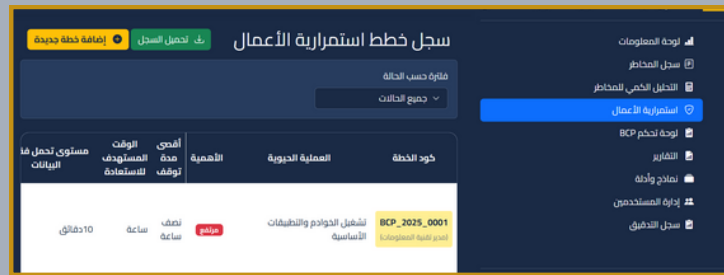 لوحة المعلومات
سجل المخاطر
التحليل الكمي للمخاطر
استمرارية الأعمال
لوحة تحكم BCP
التقارير
نماذج وأدلة
إدارة المستخدمين
سجل التدقيق
سجل خطط استمرارية الأعمال
تحميل السجل
إضافة خطة جديدة
فلترة حسب الحالة
جميع الحالات
كود الخطة
العملية الحيوية
الأهمية
أقصى
مدة
توقف
الوقت
المستهدف
للاستعادة
مستوى تحمل
البيانات
BCP_2025_0001
(مدير تقنية المعلومات)
تشغيل الخوادم والتطبيقات
الأساسية
مرتفع
نصف
ساعة
ساعة
10دقائق